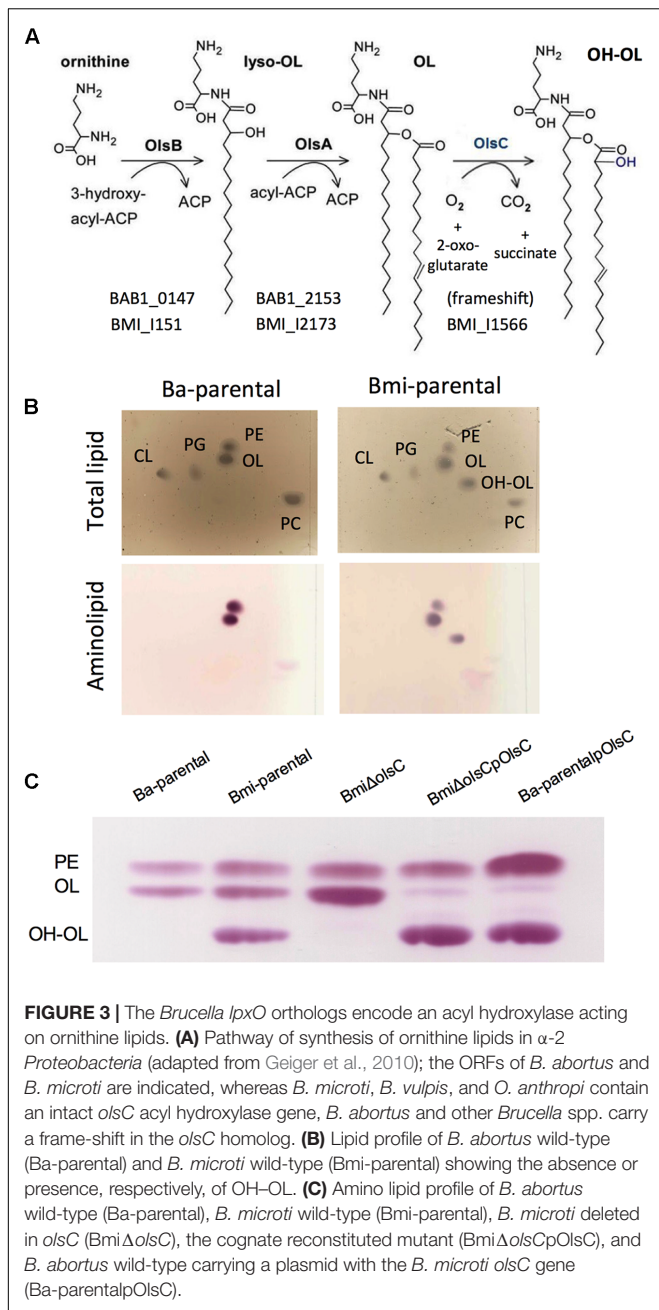 A
ornithine
lyso-OL
OL
OH-OL
NH2
NH2
NH2
NH2
NH2
O
OH
NH
CO2H
O
OH
NH
CO2H
O
O
O
NH
CO2H
O
O
O
OH
OlsB
OlsA
OlsC
3-hydroxy-
acyl-ACP
ACP
acyl-ACP
ACP
O2
+
2-oxo-
glutarate
CO2
+
succinate
BAB1_0147
BMI_I151
BAB1_2153
BMI_I2173
(frameshift)
BMI_I1566
B
Ba-parental
Bmi-parental
Total lipid
CL
PG
PE
OL
PC
CL
PG
PE
OL
OH-OL
PC
Aminolipid
C
Ba-parental
Bmi-parental
BmiΔolsC
BmiΔolsCpOlsC
Ba-parentalpOlsC
PE
OL
OH-OL
FIGURE 3 | The Brucella lpxO orthologs encode an acyl hydroxylase acting
on ornithine lipids. (A) Pathway of synthesis of ornithine lipids in α-2
Proteobacteria (adapted from Geiger et al., 2010); the ORFs of B. abortus and
B. microti are indicated, whereas B. microti, B. vulpis, and O. anthropi contain
an intact olsC acyl hydroxylase gene, B. abortus and other Brucella spp. carry
a frame-shift in the olsC homolog. (B) Lipid profile of B. abortus wild-type
(Ba-parental) and B. microti wild-type (Bmi-parental) showing the absence or
presence, respectively, of OH–OL. (C) Amino lipid profile of B. abortus
wild-type (Ba-parental), B. microti wild-type (Bmi-parental), B. microti deleted
in olsC (BmiΔolsC), the cognate reconstituted mutant (BmiΔolsCpOlsC), and
B. abortus wild-type carrying a plasmid with the B. microti olsC gene
(Ba-parentalpOlsC).